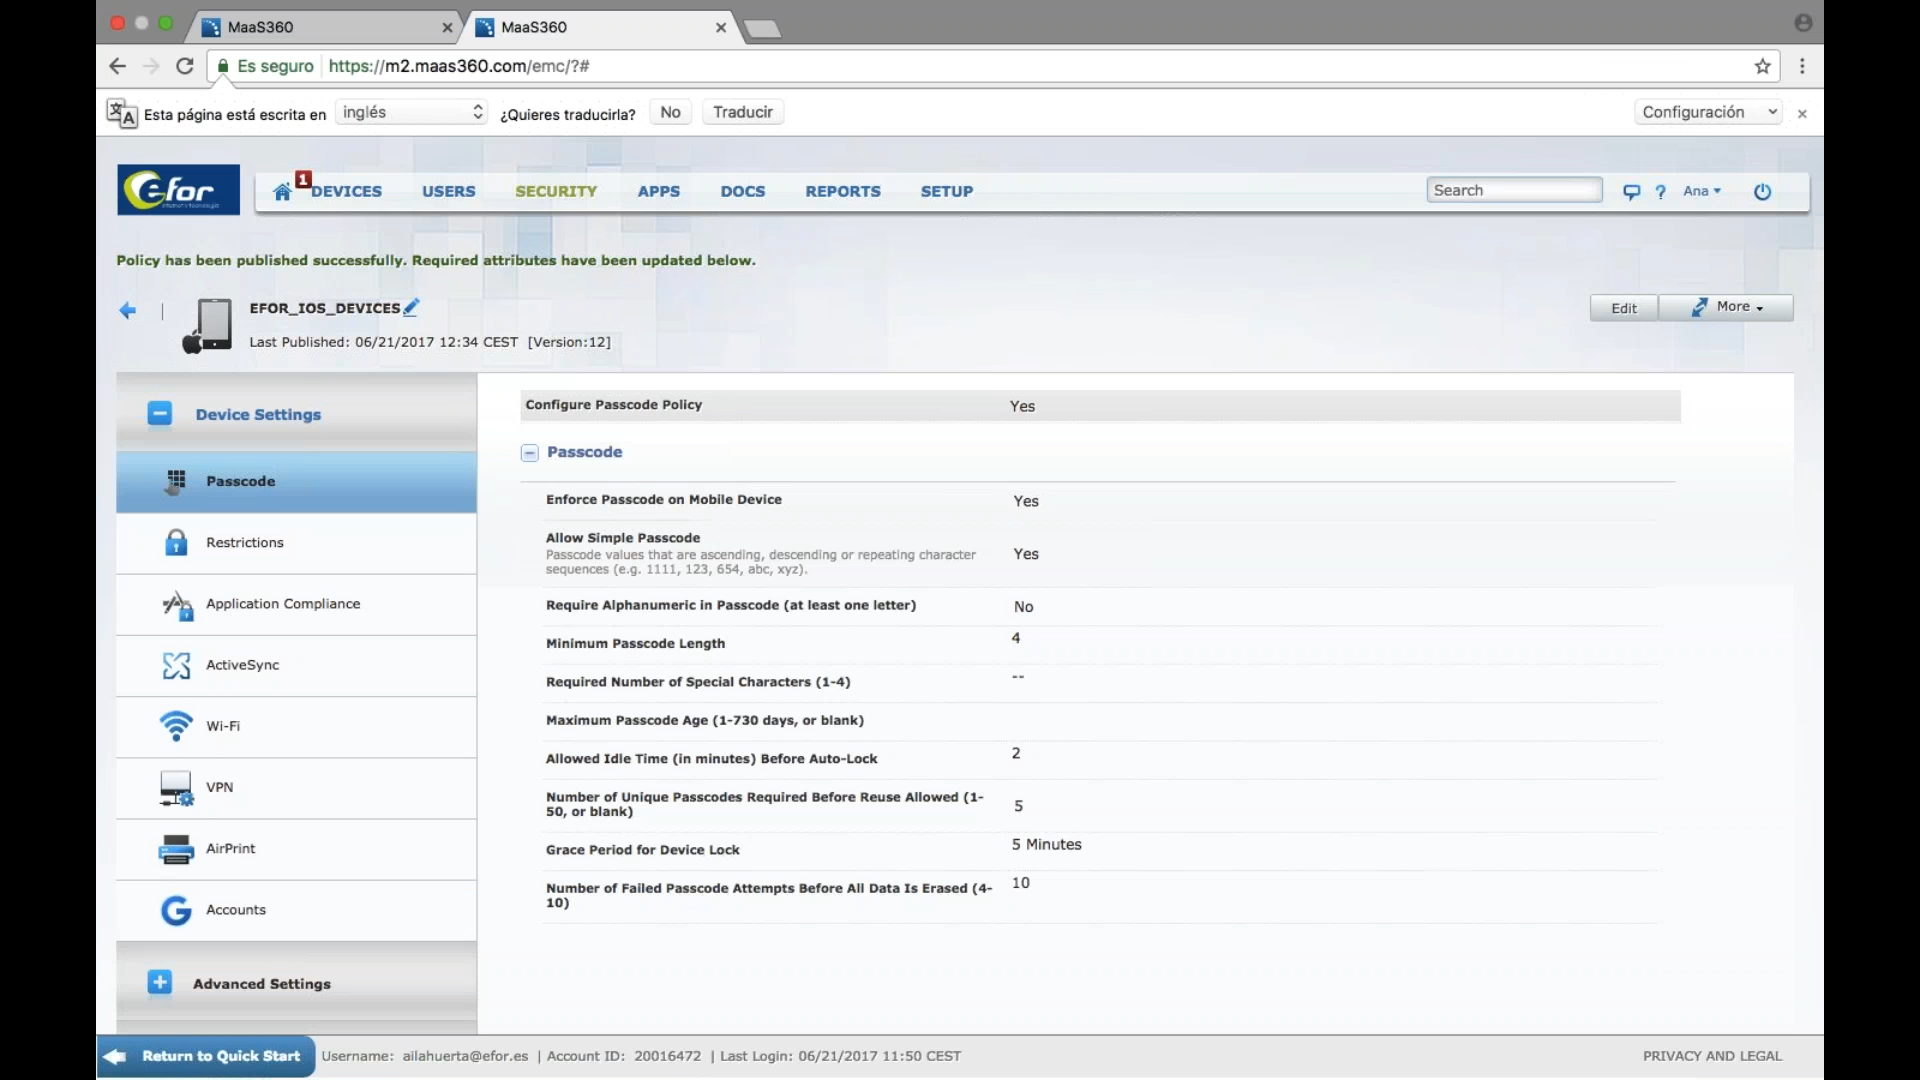 MaaS360
MaaS360
Es seguro
https://m2.maas360.com/emc/?#
Esta página está escrita en
inglés
¿Quieres traducirla?
No
Traducir
Configuración
efor
1
DEVICES
USERS
SECURITY
APPS
DOCS
REPORTS
SETUP
Search
?
Ana
Policy has been published successfully. Required attributes have been updated below.
EFOR_IOS_DEVICES
Edit
More
Last Published: 06/21/2017 12:34 CEST [Version:12]
Device Settings
Passcode
Restrictions
Application Compliance
ActiveSync
Wi-Fi
VPN
AirPrint
Accounts
Advanced Settings
Configure Passcode Policy Yes
Passcode
Enforce Passcode on Mobile Device Yes
Allow Simple Passcode
Passcode values that are ascending, descending or repeating character
sequences (e.g. 1111, 123, 654, abc, xyz).
Yes
Require Alphanumeric in Passcode (at least one letter) No
Minimum Passcode Length 4
Required Number of Special Characters (1-4) --
Maximum Passcode Age (1-730 days, or blank)
Allowed Idle Time (in minutes) Before Auto-Lock 2
Number of Unique Passcodes Required Before Reuse Allowed (1-
50, or blank)
5
Grace Period for Device Lock 5 Minutes
Number of Failed Passcode Attempts Before All Data Is Erased (4-
10)
10
Return to Quick Start
Username: ailahuerta@efor.es | Account ID: 20016472 | Last Login: 06/21/2017 11:50 CEST
PRIVACY AND LEGAL